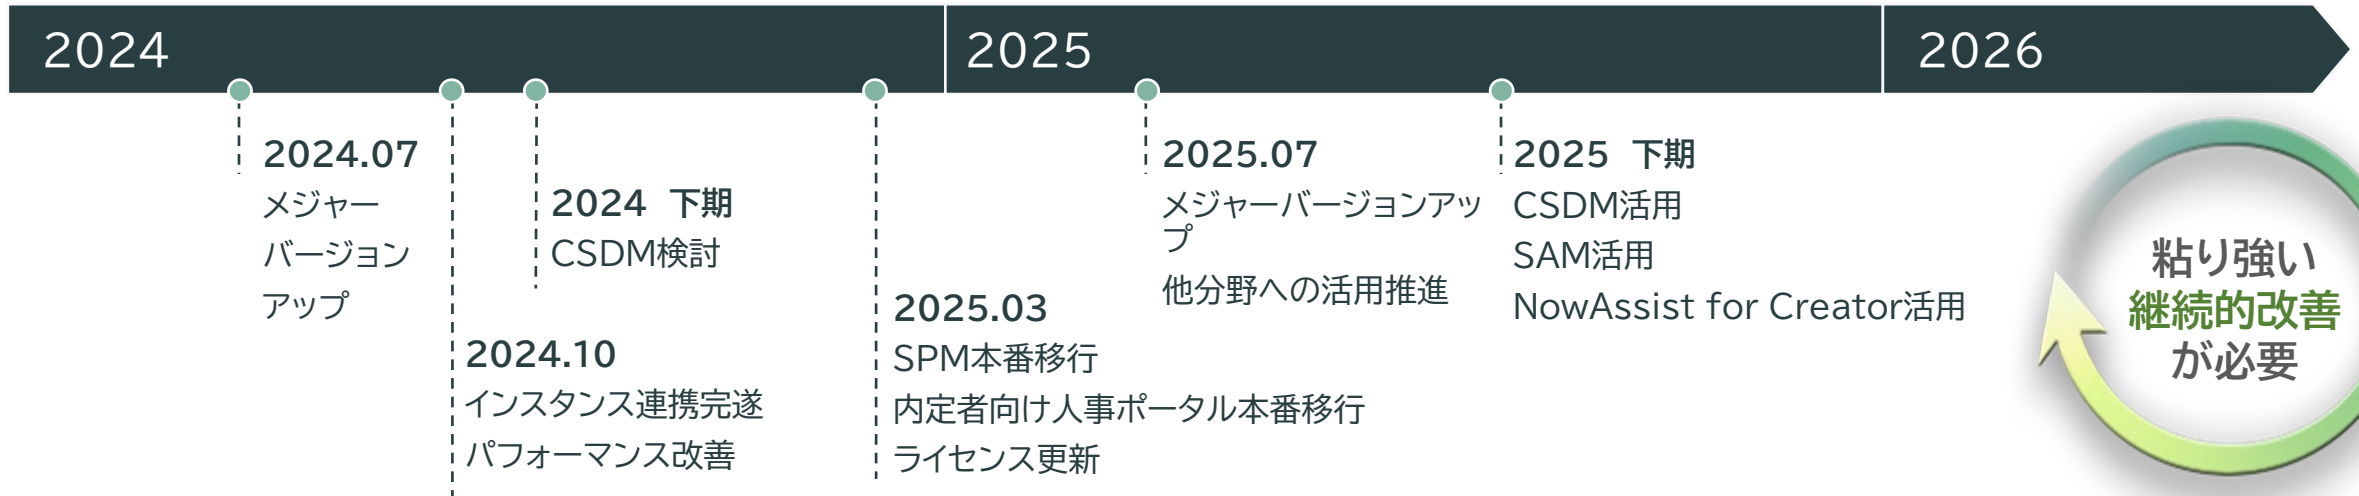 2024
2025
2026
2024.07
メジャー
バージョン
アップ
2024.10
インスタンス連携完遂
パフォーマンス改善
2024 下期
CSDM検討
2025.03
SPM本番移行
内定者向け人事ポータル本番移行
ライセンス更新
2025.07
メジャーバージョンアッ
プ
他分野への活用推進
2025 下期
CSDM活用
SAM活用
NowAssist for Creator活用
粘り強い
継続的改善
が必要